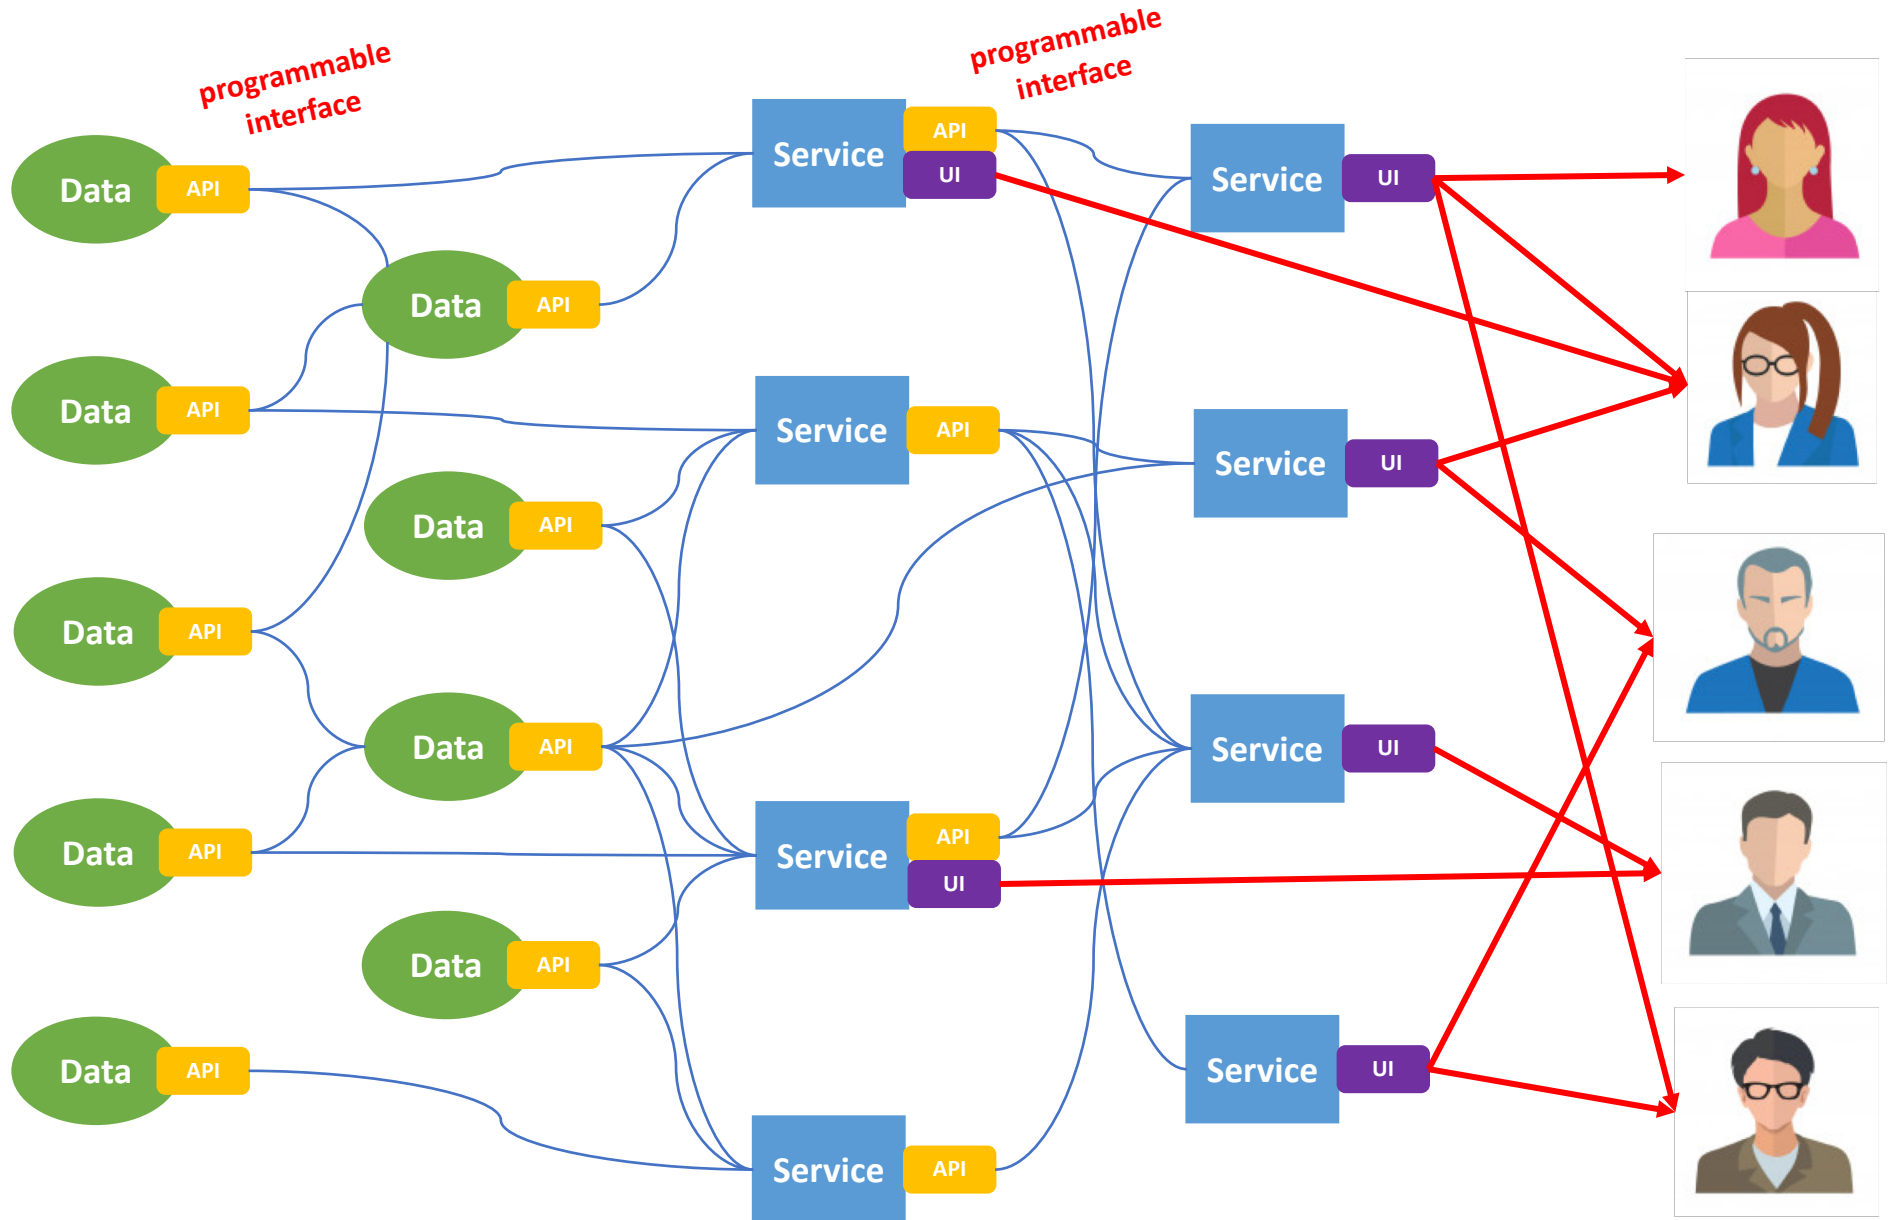 programmable
interface
programmable
interface
Data
API
Data
API
Data
API
Data
API
Data
API
Data
API
Data
API
Data
API
Data
API
Service
API
UI
Service
API
Service
API
UI
Service
API
Service
UI
Service
UI
Service
UI
Service
UI